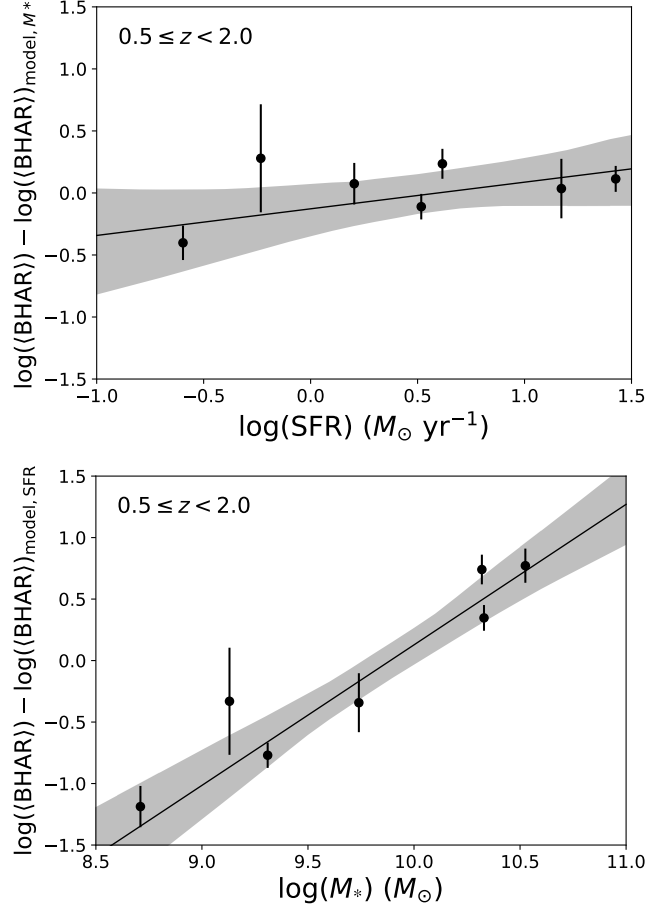 log(⟨BHAR⟩) − log(⟨BHAR⟩)model, M*
1.5
1.0
0.5
0.0
−0.5
−1.0
−1.5
0.5 ≤ z < 2.0
−1.0 −0.5 0.0 0.5 1.0 1.5
log(SFR) (M⊙ yr⁻¹)
log(⟨BHAR⟩) − log(⟨BHAR⟩)model, SFR
1.5
1.0
0.5
0.0
−0.5
−1.0
−1.5
0.5 ≤ z < 2.0
8.5 9.0 9.5 10.0 10.5 11.0
log(M*) (M⊙)